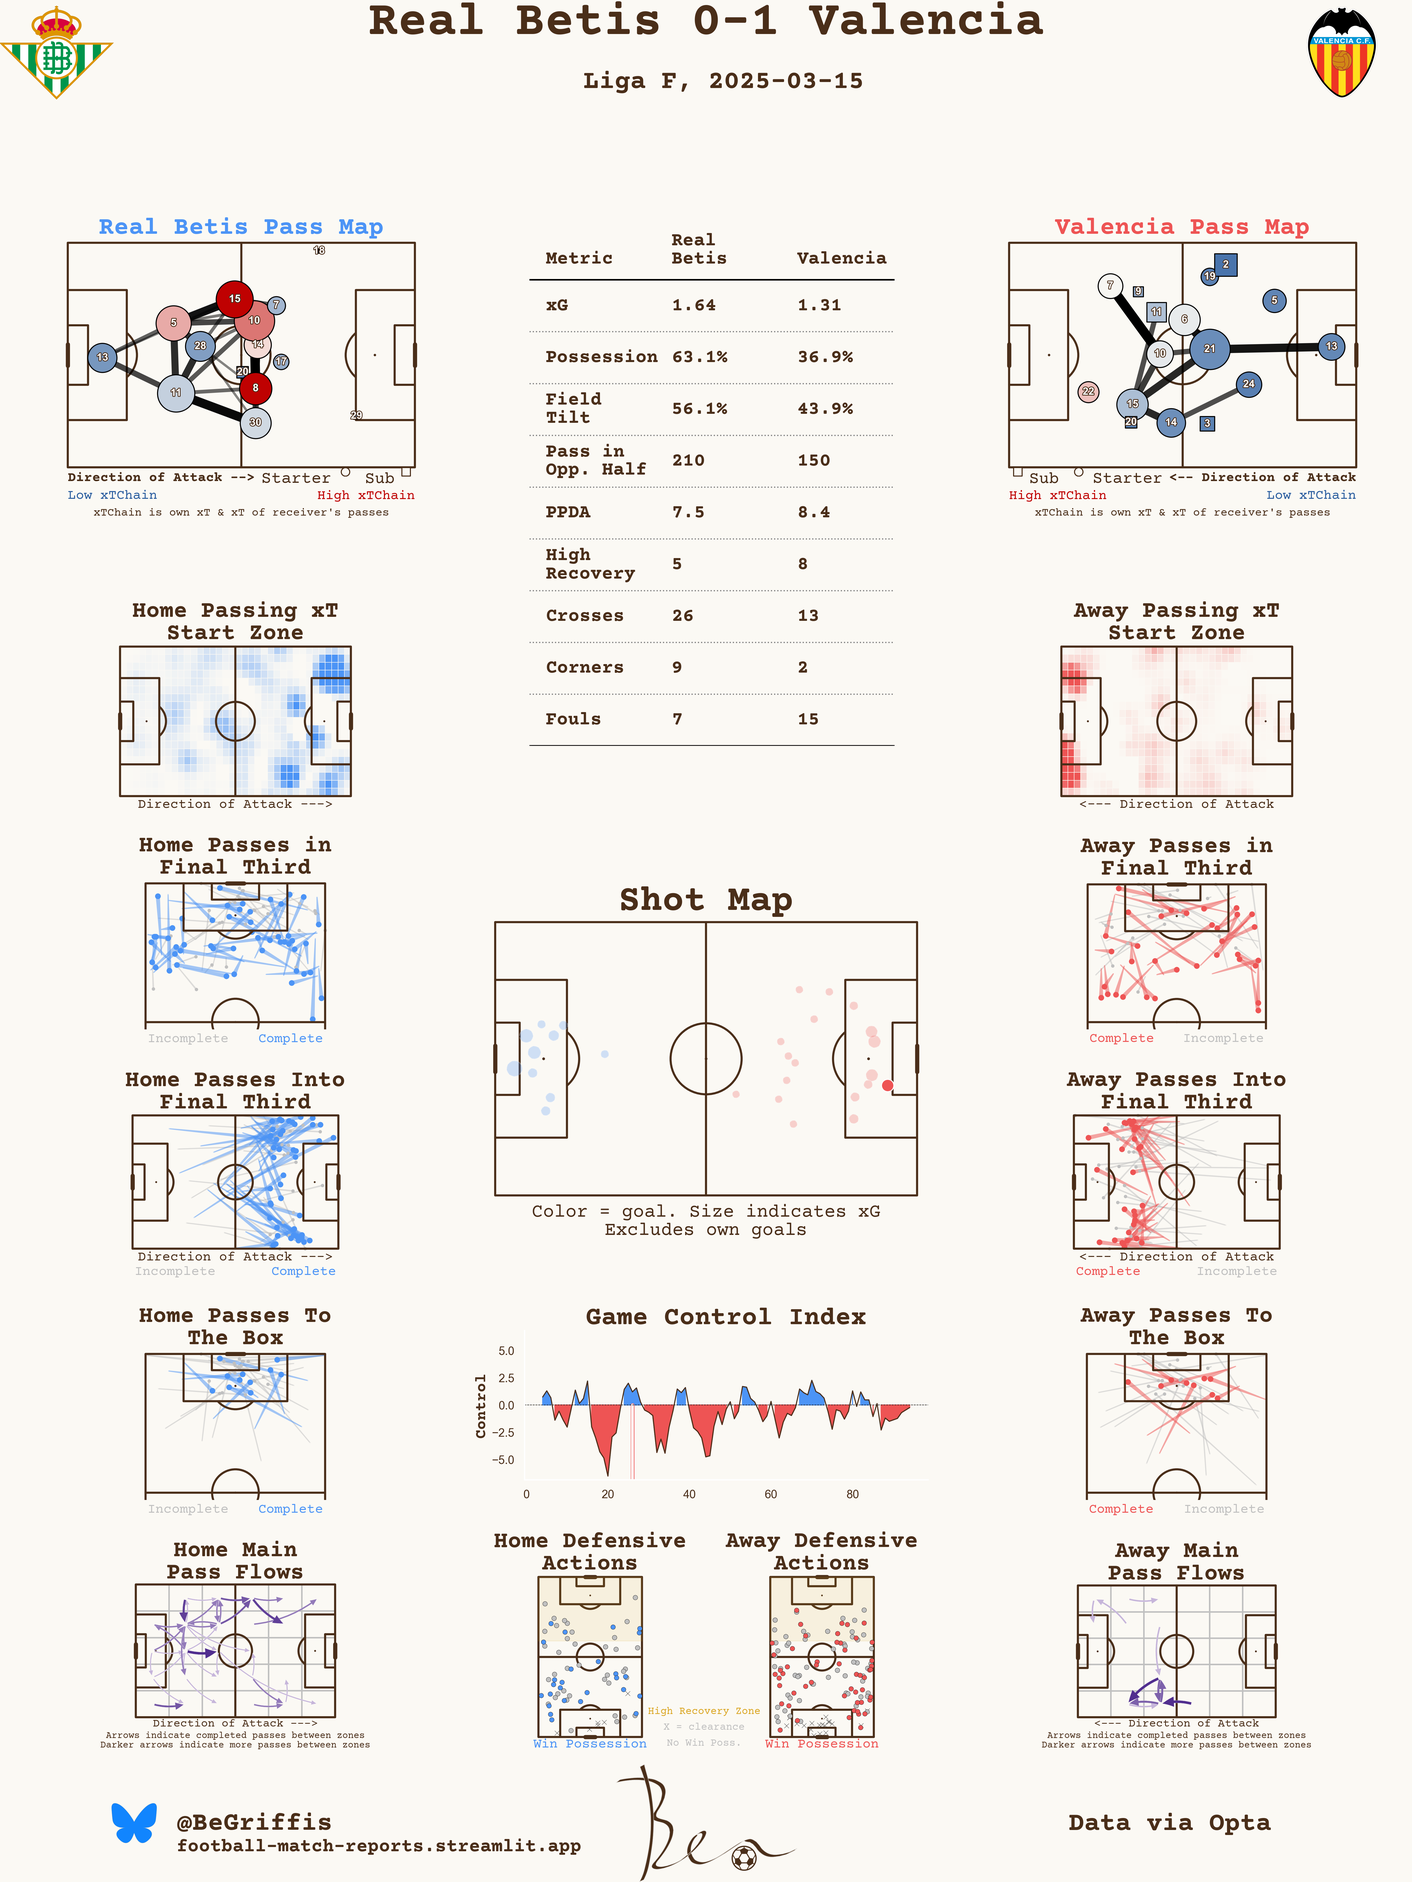 Real Betis 0-1 Valencia
Liga F, 2025-03-15
VALENCIA C.F.
Real Betis Pass Map
18
15
7
5
10
28
14
13
17
20
11
8
30
29
Direction of Attack --> Starter Sub
Low xTChain High xTChain
xTChain is own xT & xT of receiver's passes
Metric Real Betis Valencia
xG 1.64 1.31
Possession 63.1% 36.9%
Field Tilt 56.1% 43.9%
Pass in Opp. Half 210 150
PPDA 7.5 8.4
High Recovery 5 8
Crosses 26 13
Corners 9 2
Fouls 7 15
Valencia Pass Map
2
19
7
9
5
11
6
10
21
13
24
22
15
20
14
3
Sub Starter <-- Direction of Attack
High xTChain Low xTChain
xTChain is own xT & xT of receiver's passes
Home Passing xT
Start Zone
Direction of Attack --->
Away Passing xT
Start Zone
<--- Direction of Attack
Home Passes in
Final Third
Incomplete Complete
Away Passes in
Final Third
Complete Incomplete
Shot Map
Color = goal. Size indicates xG
Excludes own goals
Home Passes Into
Final Third
Direction of Attack --->
Incomplete Complete
Away Passes Into
Final Third
<--- Direction of Attack
Complete Incomplete
Home Passes To
The Box
Incomplete Complete
Game Control Index
Control
5.0
2.5
0.0
−2.5
−5.0
0 20 40 60 80
Away Passes To
The Box
Complete Incomplete
Home Main
Pass Flows
Direction of Attack --->
Arrows indicate completed passes between zones
Darker arrows indicate more passes between zones
Home Defensive
Actions
Win Possession
Away Defensive
Actions
Win Possession
High Recovery Zone
X = clearance
No Win Poss.
Away Main
Pass Flows
<--- Direction of Attack
Arrows indicate completed passes between zones
Darker arrows indicate more passes between zones
@BeGriffis
football-match-reports.streamlit.app
Ben
Data via Opta